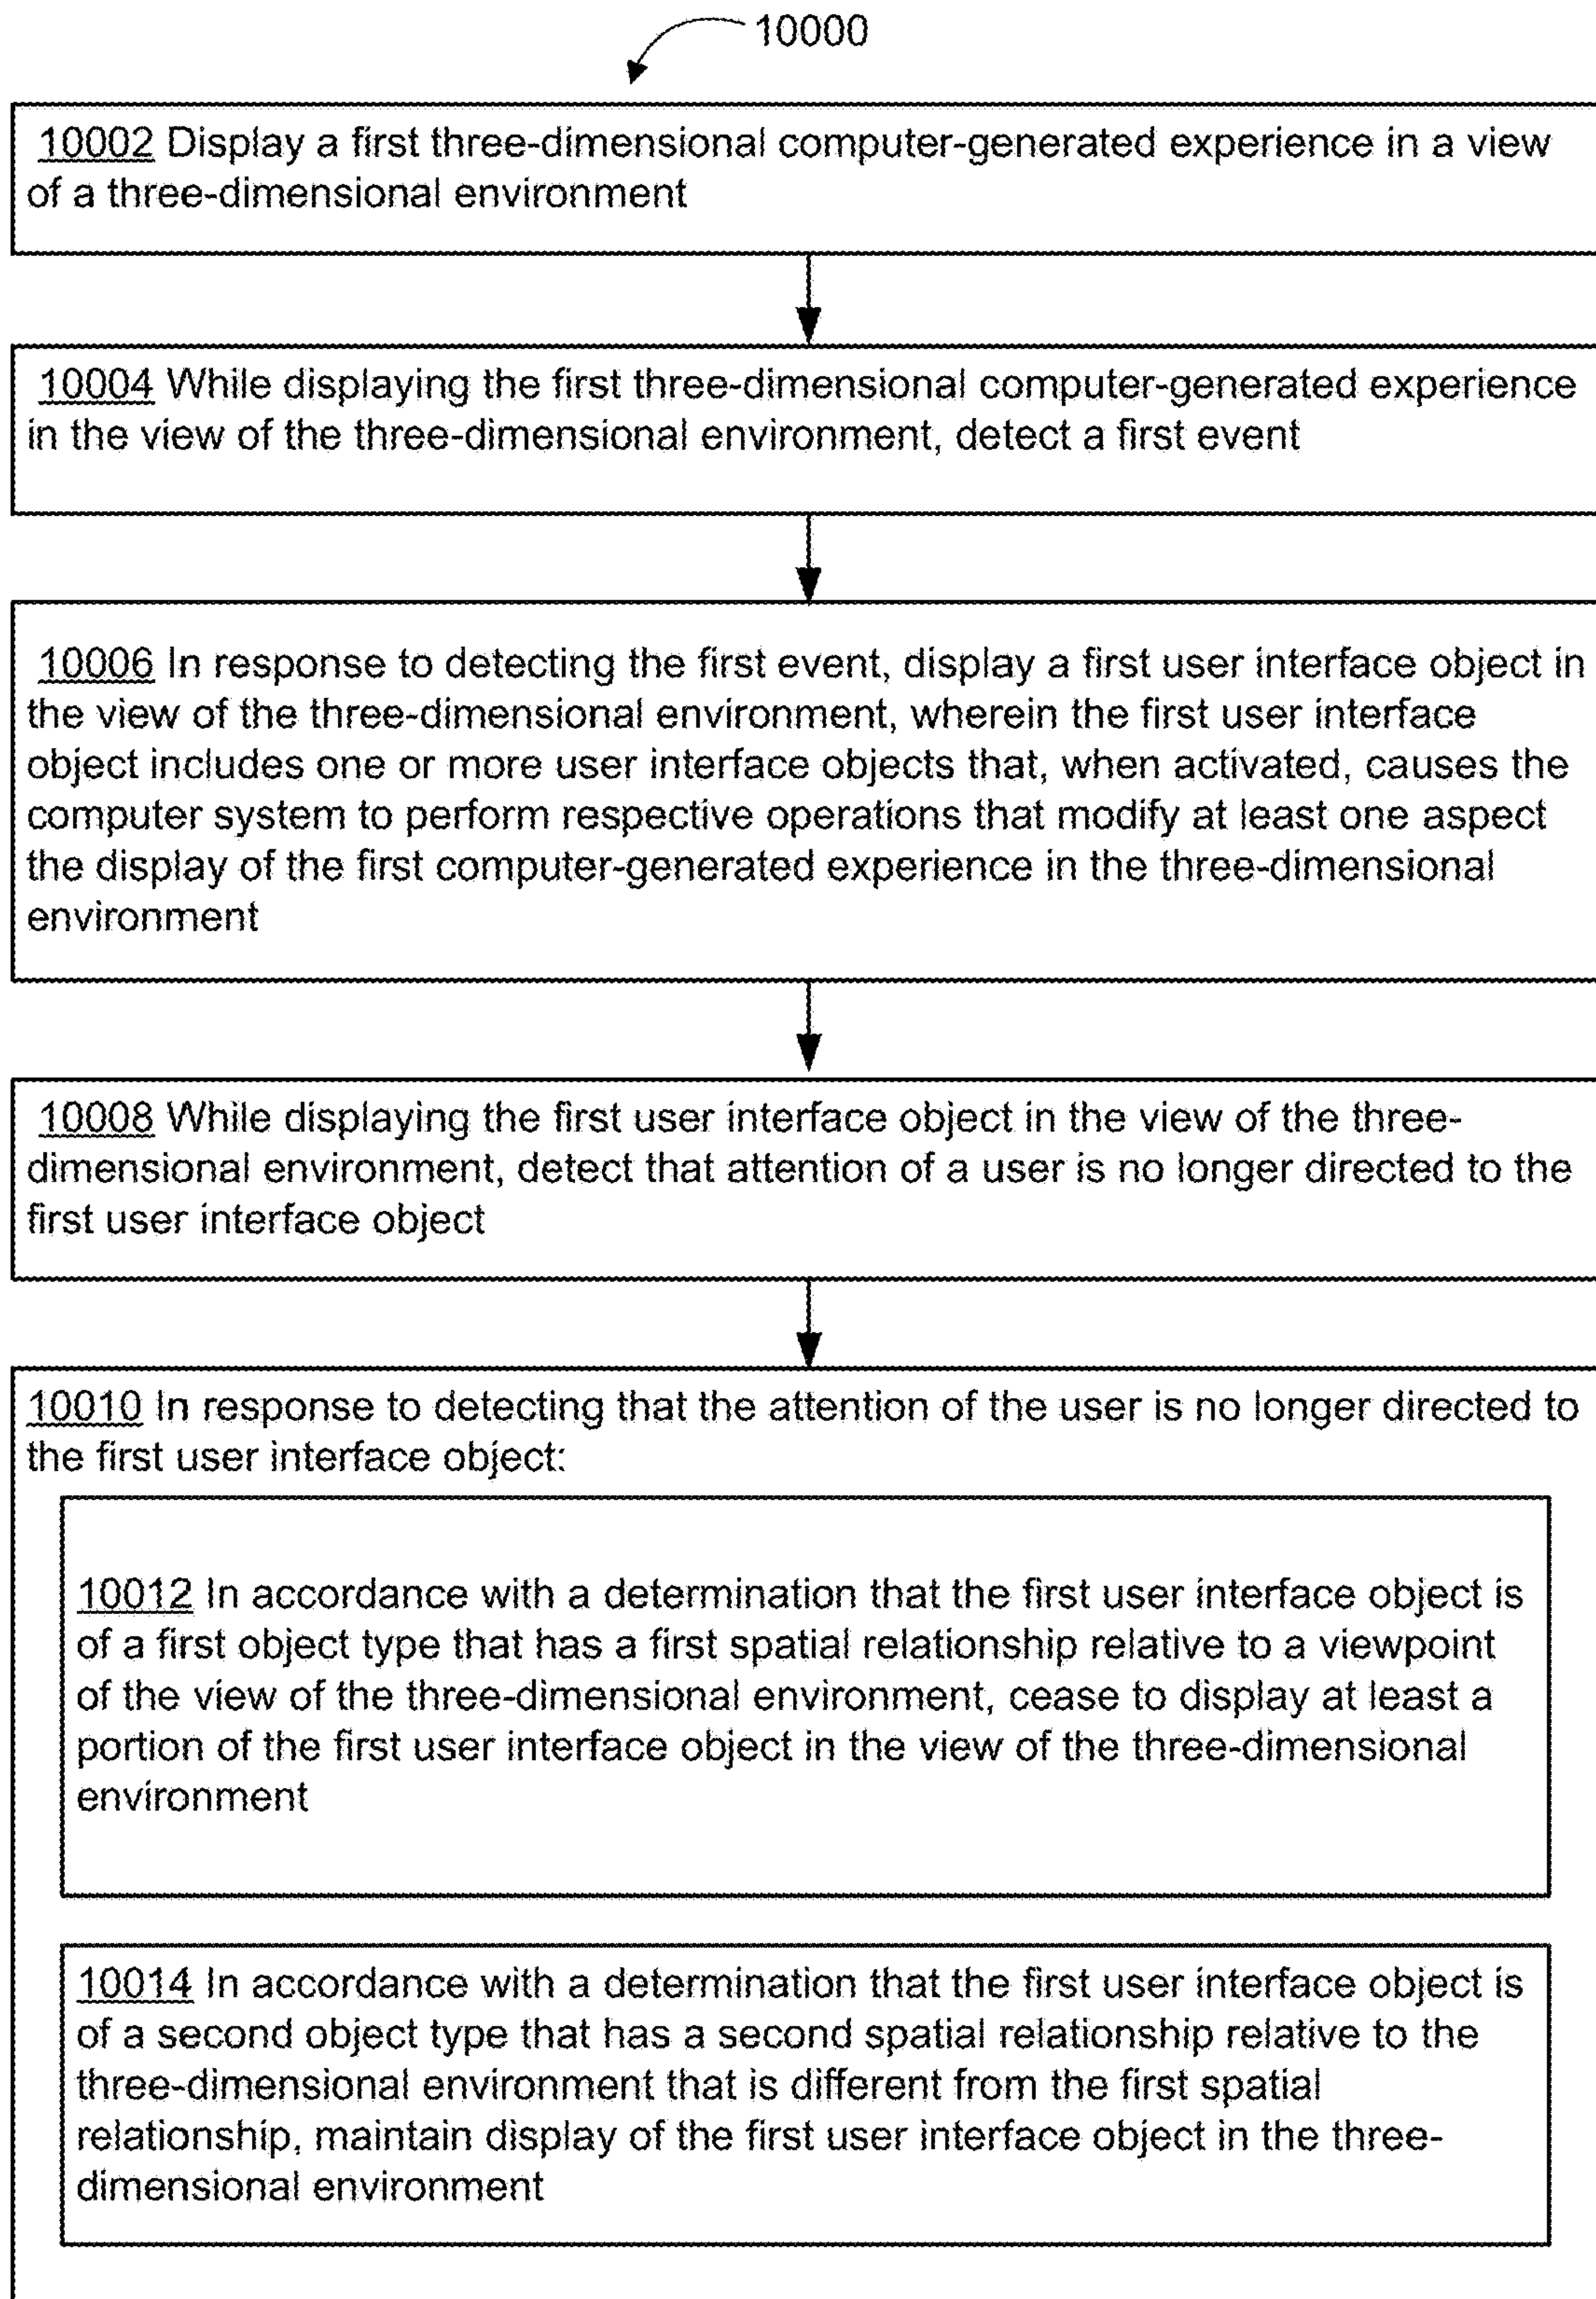 10000
10002 Display a first three-dimensional computer-generated experience in a view
of a three-dimensional environment
10004 While displaying the first three-dimensional computer-generated experience
in the view of the three-dimensional environment, detect a first event
10006 In response to detecting the first event, display a first user interface object in
the view of the three-dimensional environment, wherein the first user interface
object includes one or more user interface objects that, when activated, causes the
computer system to perform respective operations that modify at least one aspect
the display of the first computer-generated experience in the three-dimensional
environment
10008 While displaying the first user interface object in the view of the three-
dimensional environment, detect that attention of a user is no longer directed to the
first user interface object
10010 In response to detecting that the attention of the user is no longer directed to
the first user interface object:
10012 In accordance with a determination that the first user interface object is
of a first object type that has a first spatial relationship relative to a viewpoint
of the view of the three-dimensional environment, cease to display at least a
portion of the first user interface object in the view of the three-dimensional
environment
10014 In accordance with a determination that the first user interface object is
of a second object type that has a second spatial relationship relative to the
three-dimensional environment that is different from the first spatial
relationship, maintain display of the first user interface object in the three-
dimensional environment